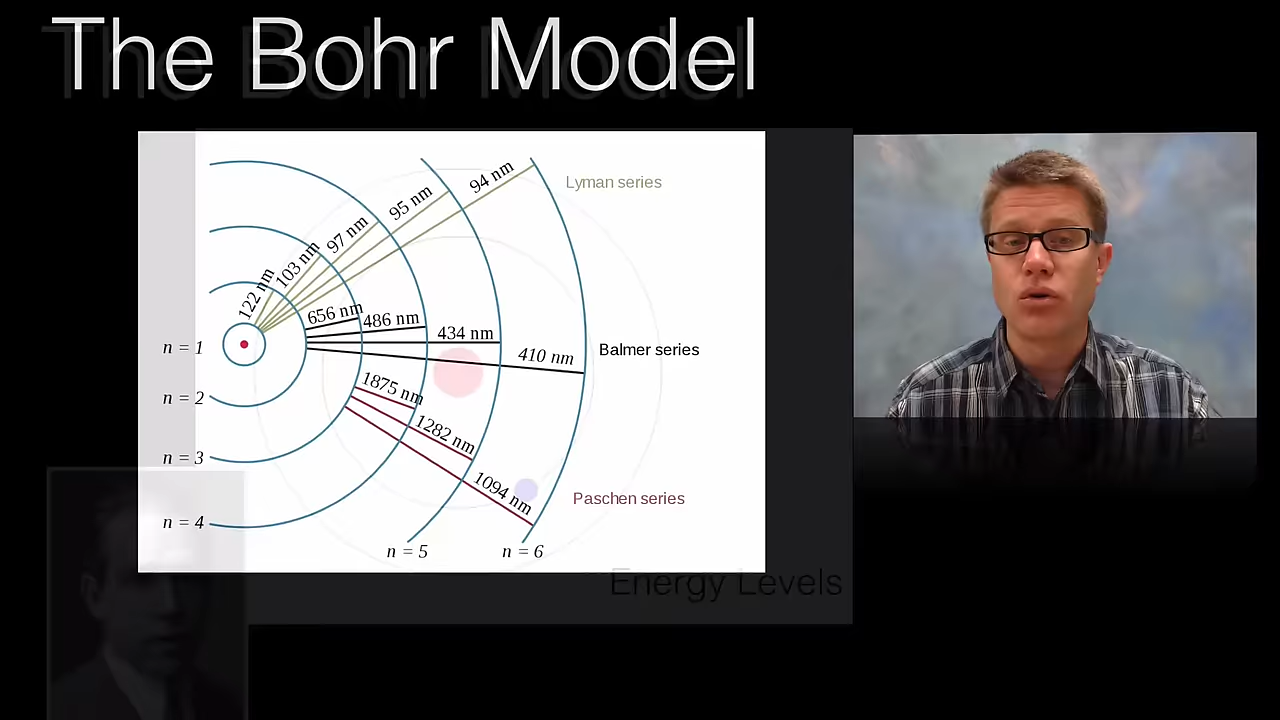 The Bohr Model
94 nm
Lyman series
95 nm
97 nm
103 nm
122 nm
656 nm
486 nm
434 nm
410 nm
Balmer series
n = 1
n = 2
1875 nm
1282 nm
n = 3
1094 nm
Paschen series
n = 4
n = 5
n = 6
Energy Levels